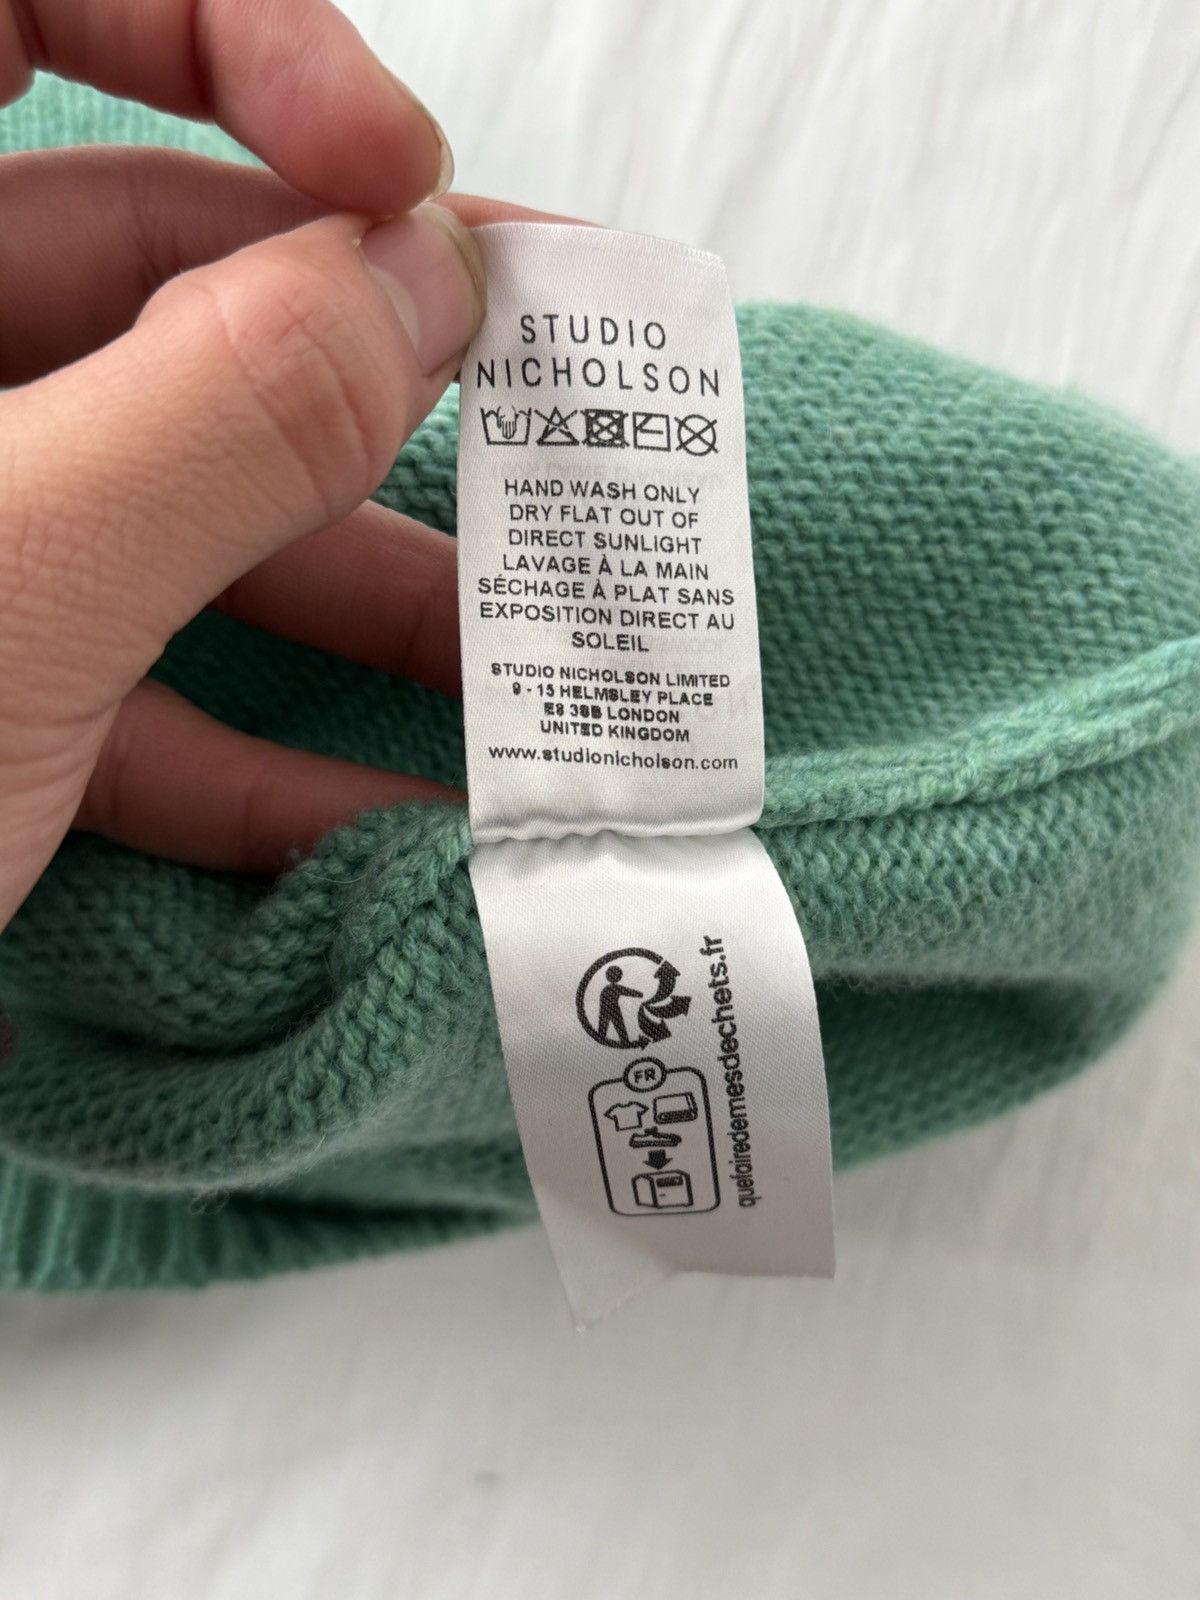 STUDIO
NICHOLSON
HAND WASH ONLY
DRY FLAT OUT OF
DIRECT SUNLIGHT
LAVAGE À LA MAIN
SÉCHAGE À PLAT SANS
EXPOSITION DIRECT AU
SOLEIL
STUDIO NICHOLSON LIMITED
9 - 15 HELMSLEY PLACE
E8 3SB LONDON
UNITED KINGDOM
www.studionicholson.com
FR
quefairedemesdechets.fr